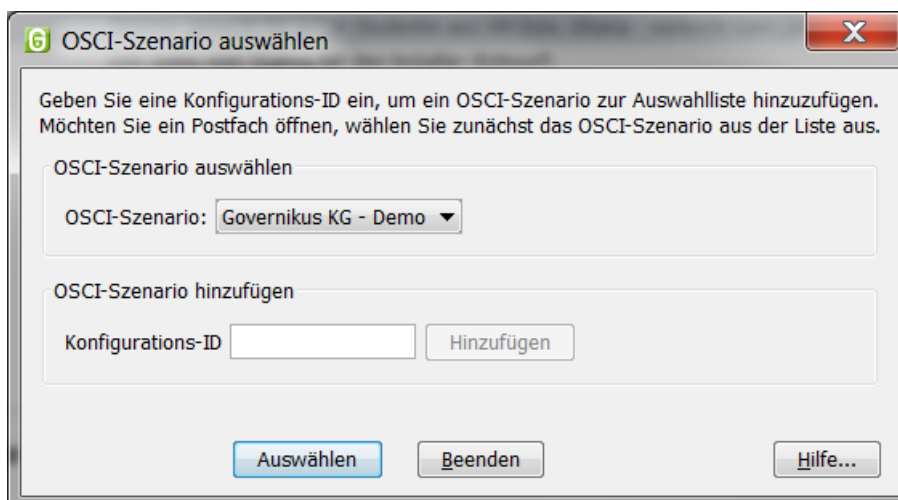 OSCI-Szenario auswählen
Geben Sie eine Konfigurations-ID ein, um ein OSCI-Szenario zur Auswahlliste hinzuzufügen.
Möchten Sie ein Postfach öffnen, wählen Sie zunächst das OSCI-Szenario aus der Liste aus.
OSCI-Szenario auswählen
OSCI-Szenario: Governikus KG - Demo
OSCI-Szenario hinzufügen
Konfigurations-ID Hinzufügen
Auswählen Beenden Hilfe...